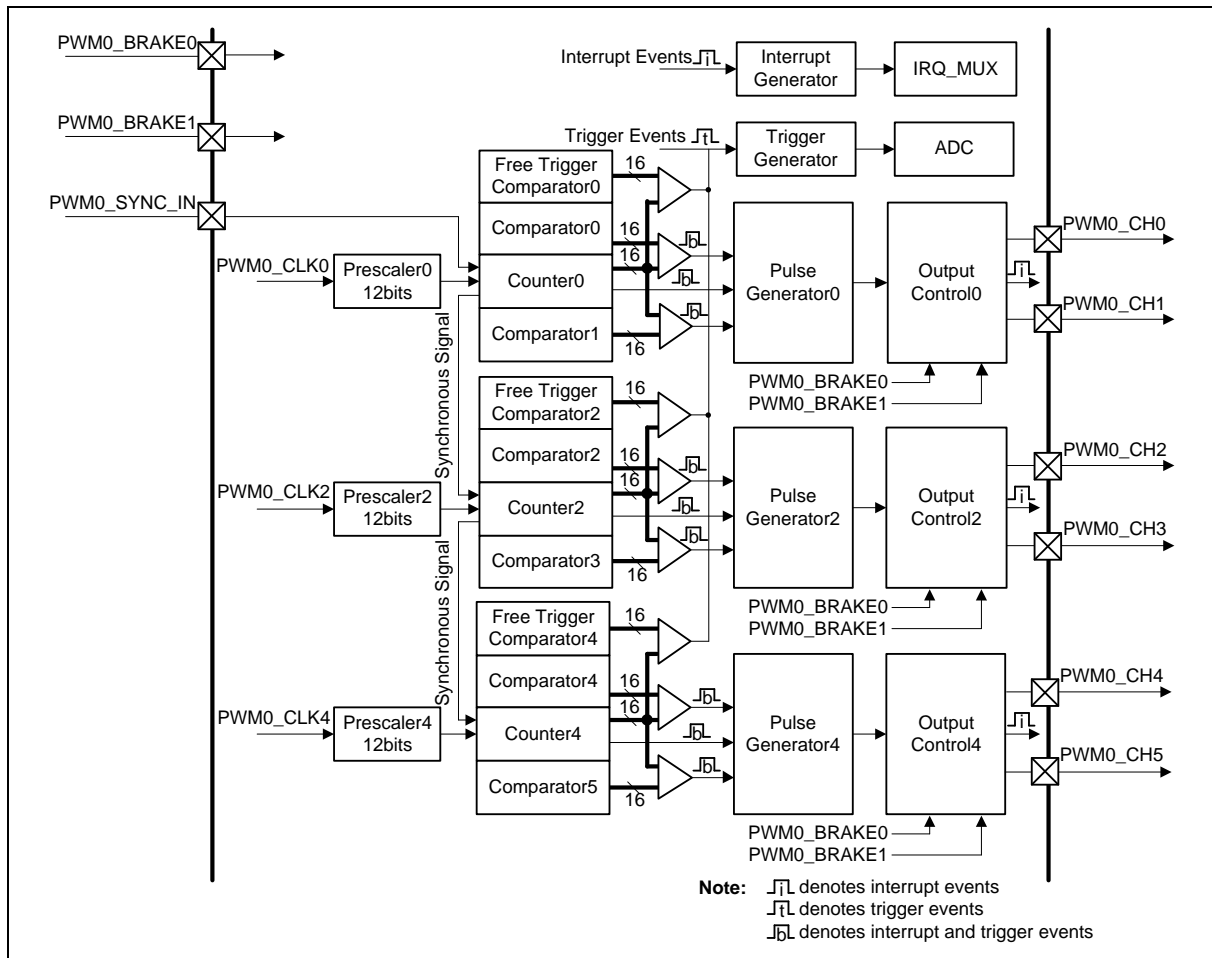 PWM0_BRAKE0
PWM0_BRAKE1
PWM0_SYNC_IN
Interrupt Events i
Interrupt
Generator
IRQ_MUX
Trigger Events t
Trigger
Generator
ADC
PWM0_CLK0
Prescaler0
12bits
Synchronous Signal
Free Trigger
Comparator0
Comparator0
Counter0
Comparator1
16
16
16
16
b
b
b
Pulse
Generator0
Output
Control0
i
PWM0_CH0
PWM0_CH1
PWM0_BRAKE0
PWM0_BRAKE1
PWM0_CLK2
Prescaler2
12bits
Synchronous Signal
Free Trigger
Comparator2
Comparator2
Counter2
Comparator3
16
16
16
16
b
b
b
Pulse
Generator2
Output
Control2
i
PWM0_CH2
PWM0_CH3
PWM0_BRAKE0
PWM0_BRAKE1
PWM0_CLK4
Prescaler4
12bits
Free Trigger
Comparator4
Comparator4
Counter4
Comparator5
16
16
16
16
b
b
b
Pulse
Generator4
Output
Control4
i
PWM0_CH4
PWM0_CH5
PWM0_BRAKE0
PWM0_BRAKE1
Note: i denotes interrupt events
t denotes trigger events
b denotes interrupt and trigger events